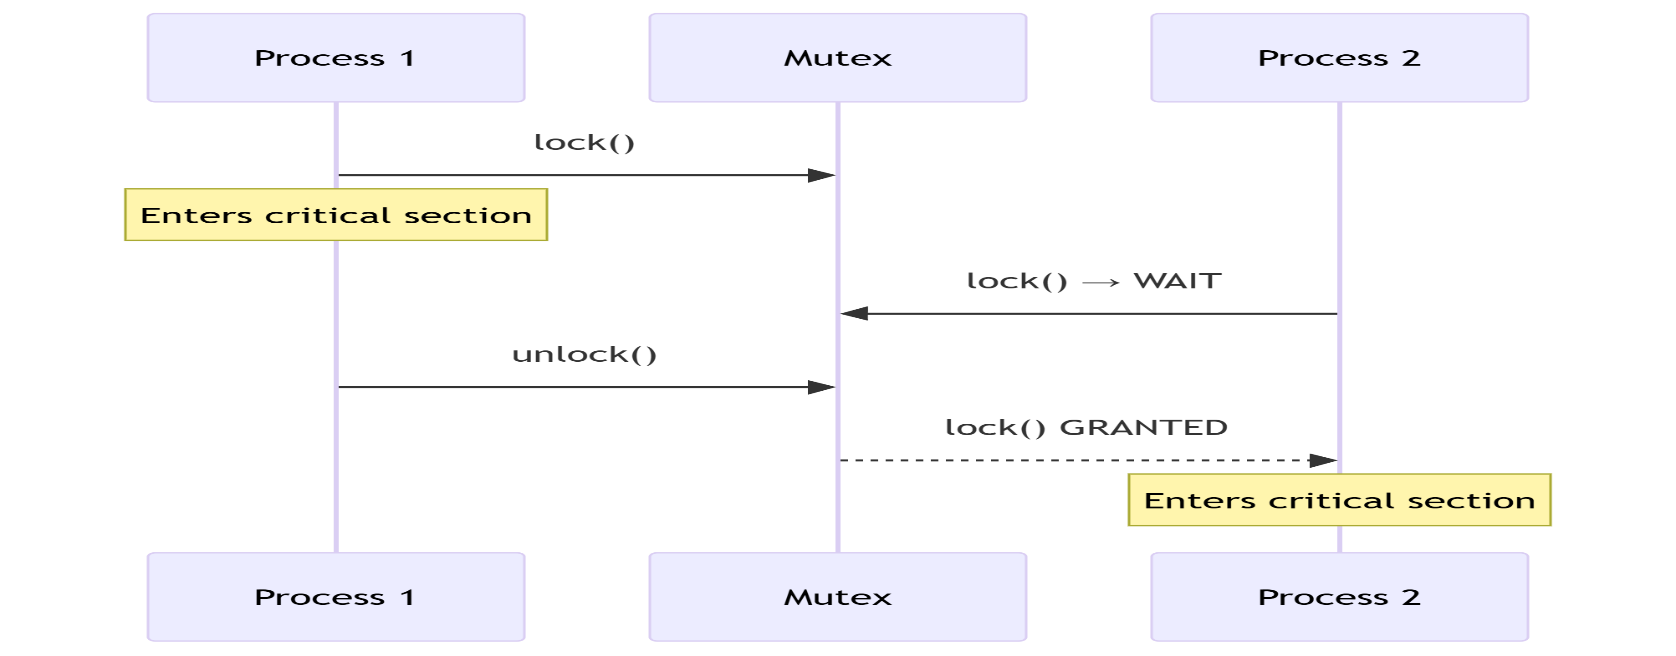 Process 1
Mutex
Process 2
lock()
Enters critical section
lock() → WAIT
unlock()
lock() GRANTED
Enters critical section
Process 1
Mutex
Process 2